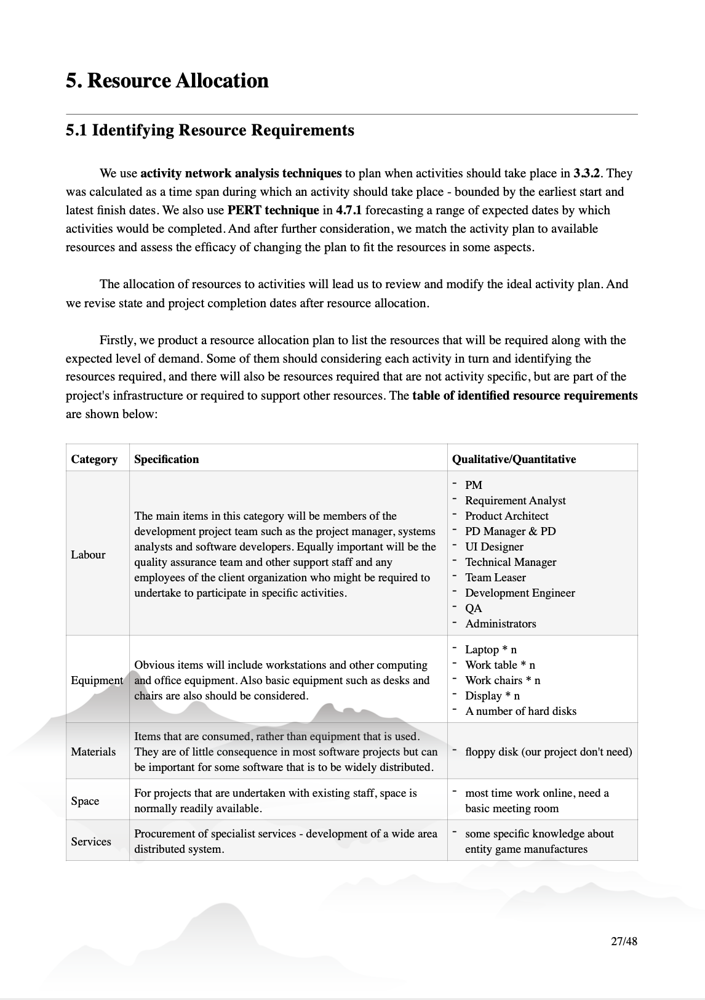 5. Resource Allocation
5.1 Identifying Resource Requirements
We use activity network analysis techniques to plan when activities should take place in 3.3.2. They
was calculated as a time span during which an activity should take place - bounded by the earliest start and
latest finish dates. We also use PERT technique in 4.7.1 forecasting a range of expected dates by which
activities would be completed. And after further consideration, we match the activity plan to available
resources and assess the efficacy of changing the plan to fit the resources in some aspects.
The allocation of resources to activities will lead us to review and modify the ideal activity plan. And
we revise state and project completion dates after resource allocation.
Firstly, we product a resource allocation plan to list the resources that will be required along with the
expected level of demand. Some of them should considering each activity in turn and identifying the
resources required, and there will also be resources required that are not activity specific, but are part of the
project's infrastructure or required to support other resources. The table of identified resource requirements
are shown below:
Category Specification Qualitative/Quantitative
Labour
The main items in this category will be members of the
development project team such as the project manager, systems
analysts and software developers. Equally important will be the
quality assurance team and other support staff and any
employees of the client organization who might be required to
undertake to participate in specific activities.
- PM
- Requirement Analyst
- Product Architect
- PD Manager & PD
- UI Designer
- Technical Manager
- Team Leaser
- Development Engineer
- QA
- Administrators
Equipment
Obvious items will include workstations and other computing
and office equipment. Also basic equipment such as desks and
chairs are also should be considered.
- Laptop * n
- Work table * n
- Work chairs * n
- Display * n
- A number of hard disks
Materials
Items that are consumed, rather than equipment that is used.
They are of little consequence in most software projects but can
be important for some software that is to be widely distributed.
- floppy disk (our project don't need)
Space
For projects that are undertaken with existing staff, space is
normally readily available.
- most time work online, need a
basic meeting room
Services
Procurement of specialist services - development of a wide area
distributed system.
- some specific knowledge about
entity game manufactures
27/48